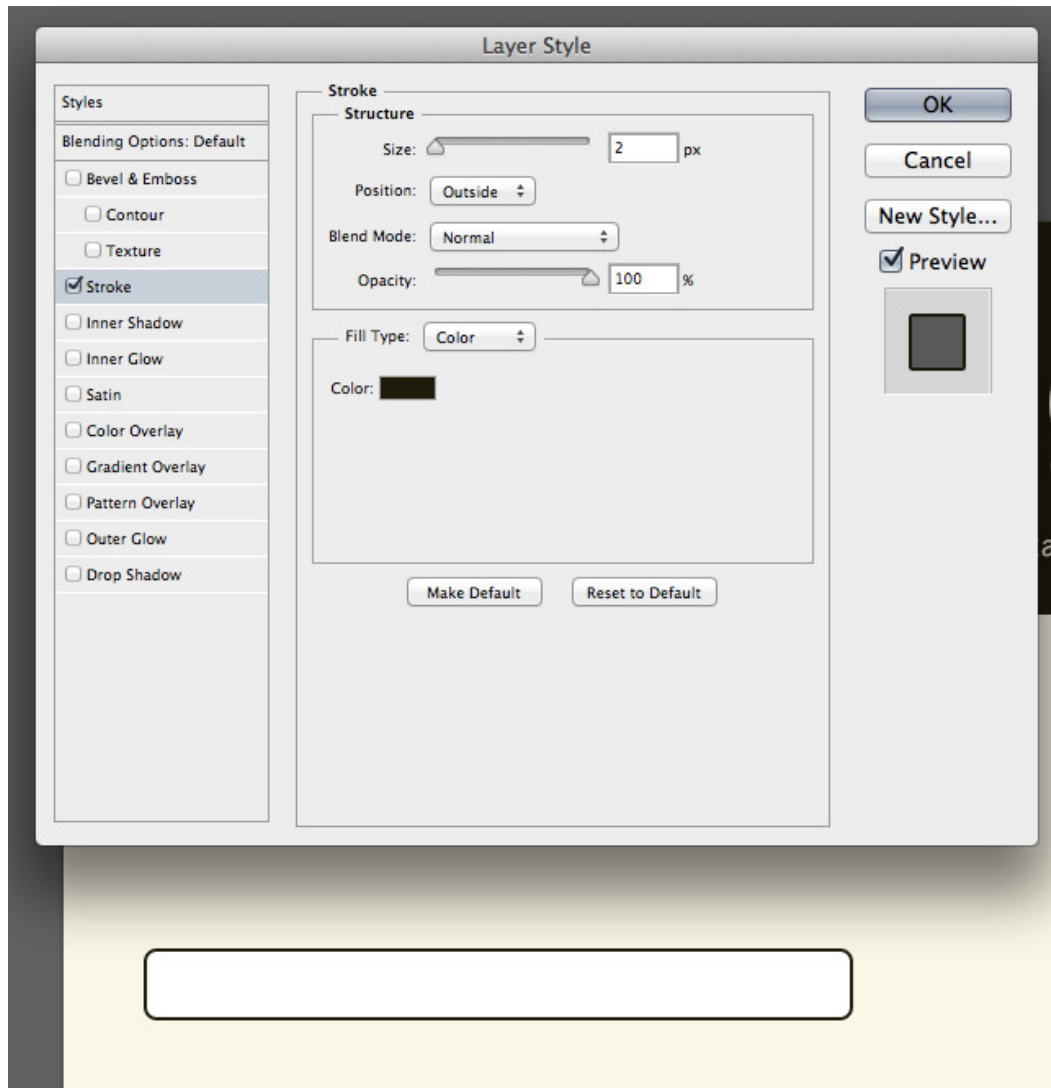 Layer Style
Styles
Blending Options: Default
Bevel & Emboss
Contour
Texture
Stroke
Inner Shadow
Inner Glow
Satin
Color Overlay
Gradient Overlay
Pattern Overlay
Outer Glow
Drop Shadow
Stroke
Structure
Size: 2 px
Position: Outside
Blend Mode: Normal
Opacity: 100 %
Fill Type: Color
Color:
Make Default
Reset to Default
OK
Cancel
New Style...
Preview